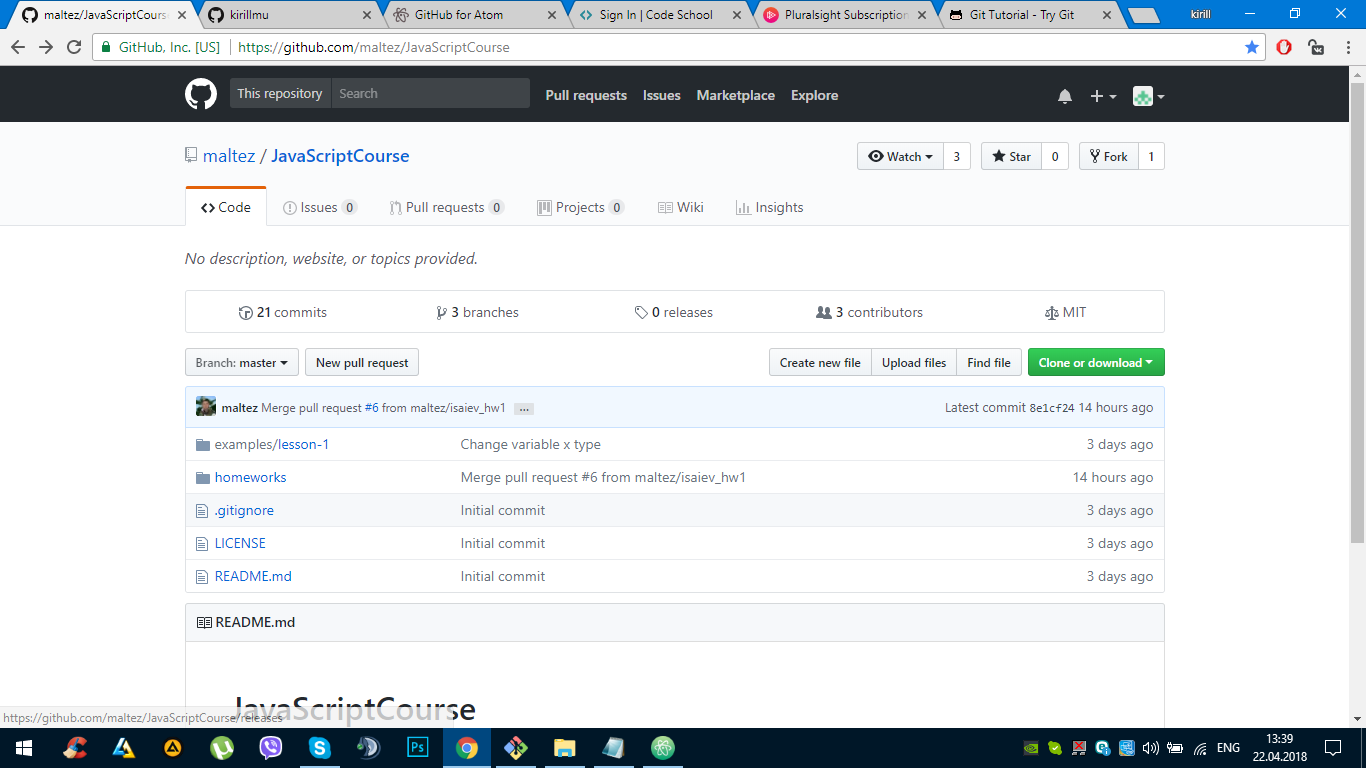 maltez/JavaScriptCours
kirillmu
GitHub for Atom
Sign In | Code School
Pluralsight Subscription
Git Tutorial - Try Git
kirill
GitHub, Inc. [US]
https://github.com/maltez/JavaScriptCourse
This repository
Search
Pull requests
Issues
Marketplace
Explore
maltez / JavaScriptCourse
Watch
3
Star
0
Fork
1
Code
Issues 0
Pull requests 0
Projects 0
Wiki
Insights
No description, website, or topics provided.
21 commits
3 branches
0 releases
3 contributors
MIT
Branch: master
New pull request
Create new file
Upload files
Find file
Clone or download
maltez Merge pull request #6 from maltez/isaiev_hw1 ...
Latest commit 8e1cf24 14 hours ago
examples/lesson-1
Change variable x type
3 days ago
homeworks
Merge pull request #6 from maltez/isaiev_hw1
14 hours ago
.gitignore
Initial commit
3 days ago
LICENSE
Initial commit
3 days ago
README.md
Initial commit
3 days ago
README.md
JavaScriptCourse
https://github.com/maltez/JavaScriptCourse/releases
Ps
ENG
13:39
22.04.2018